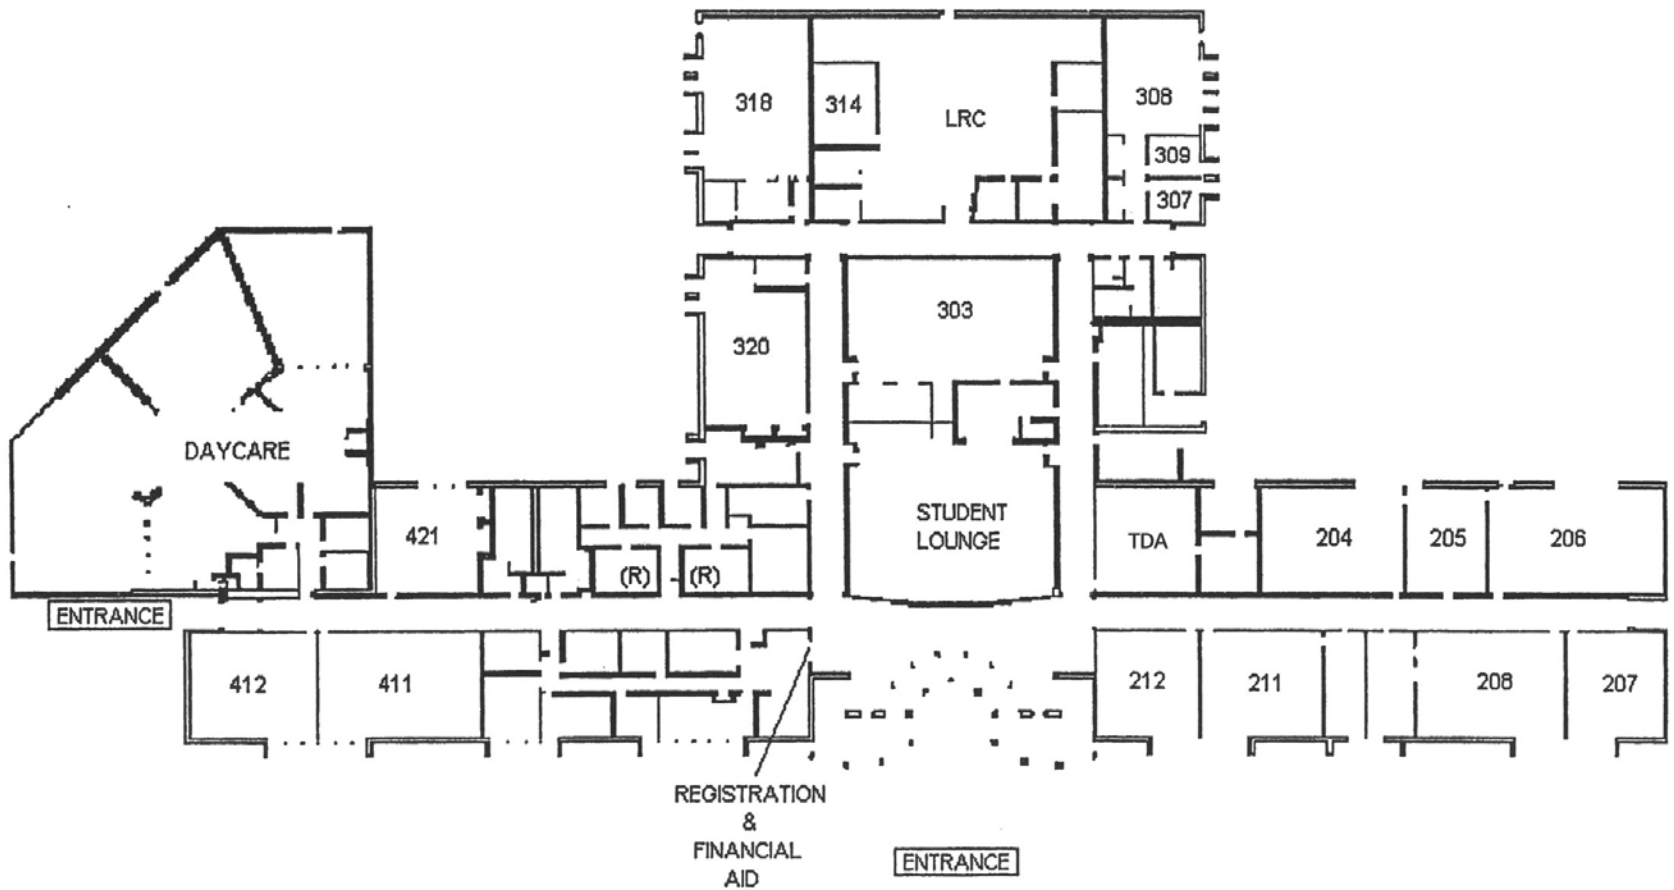 318
314
LRC
308
309
307
303
320
DAYCARE
421
(R)
(R)
STUDENT
LOUNGE
TDA
204
205
206
ENTRANCE
412
411
212
211
208
207
REGISTRATION
&
FINANCIAL
AID
ENTRANCE